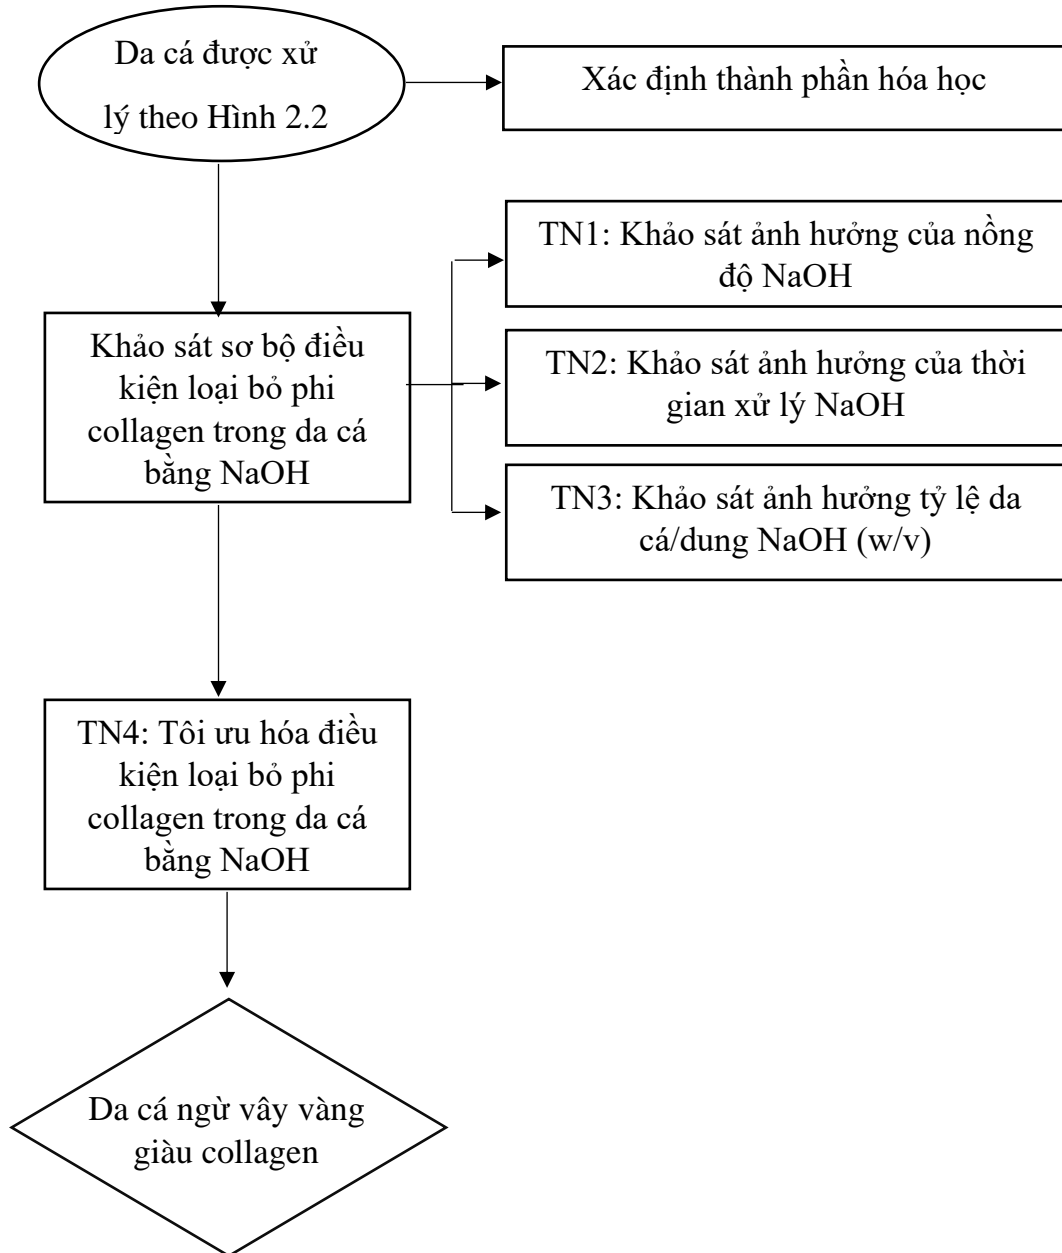 Da cá được xử
lý theo Hình 2.2
Xác định thành phần hóa học
TN1: Khảo sát ảnh hưởng của nồng
độ NaOH
Khảo sát sơ bộ điều
kiện loại bỏ phi
collagen trong da cá
bằng NaOH
TN2: Khảo sát ảnh hưởng của thời
gian xử lý NaOH
TN3: Khảo sát ảnh hưởng tỷ lệ da
cá/dung NaOH (w/v)
TN4: Tôi ưu hóa điều
kiện loại bỏ phi
collagen trong da cá
bằng NaOH
Da cá ngừ vây vàng
giàu collagen